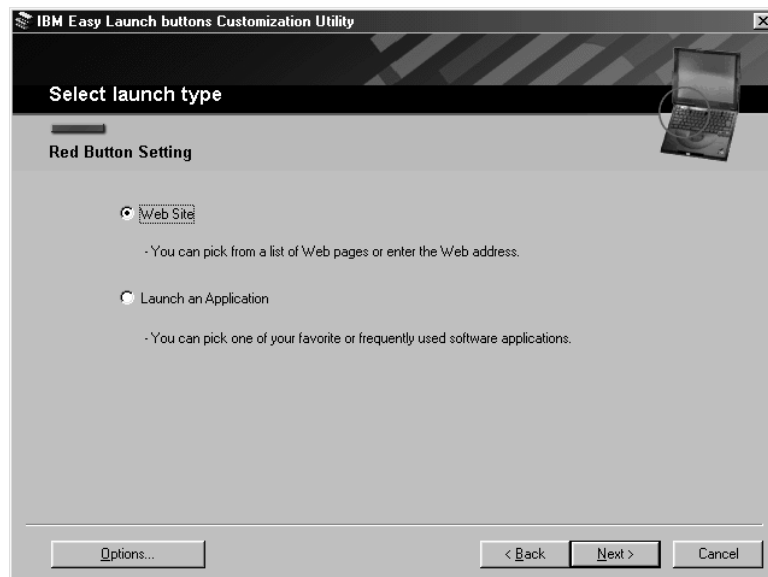 IBM Easy Launch buttons Customization Utility
Select launch type
Red Button Setting
Web Site
- You can pick from a list of Web pages or enter the Web address.
Launch an Application
- You can pick one of your favorite or frequently used software applications.
Options...
< Back
Next >
Cancel